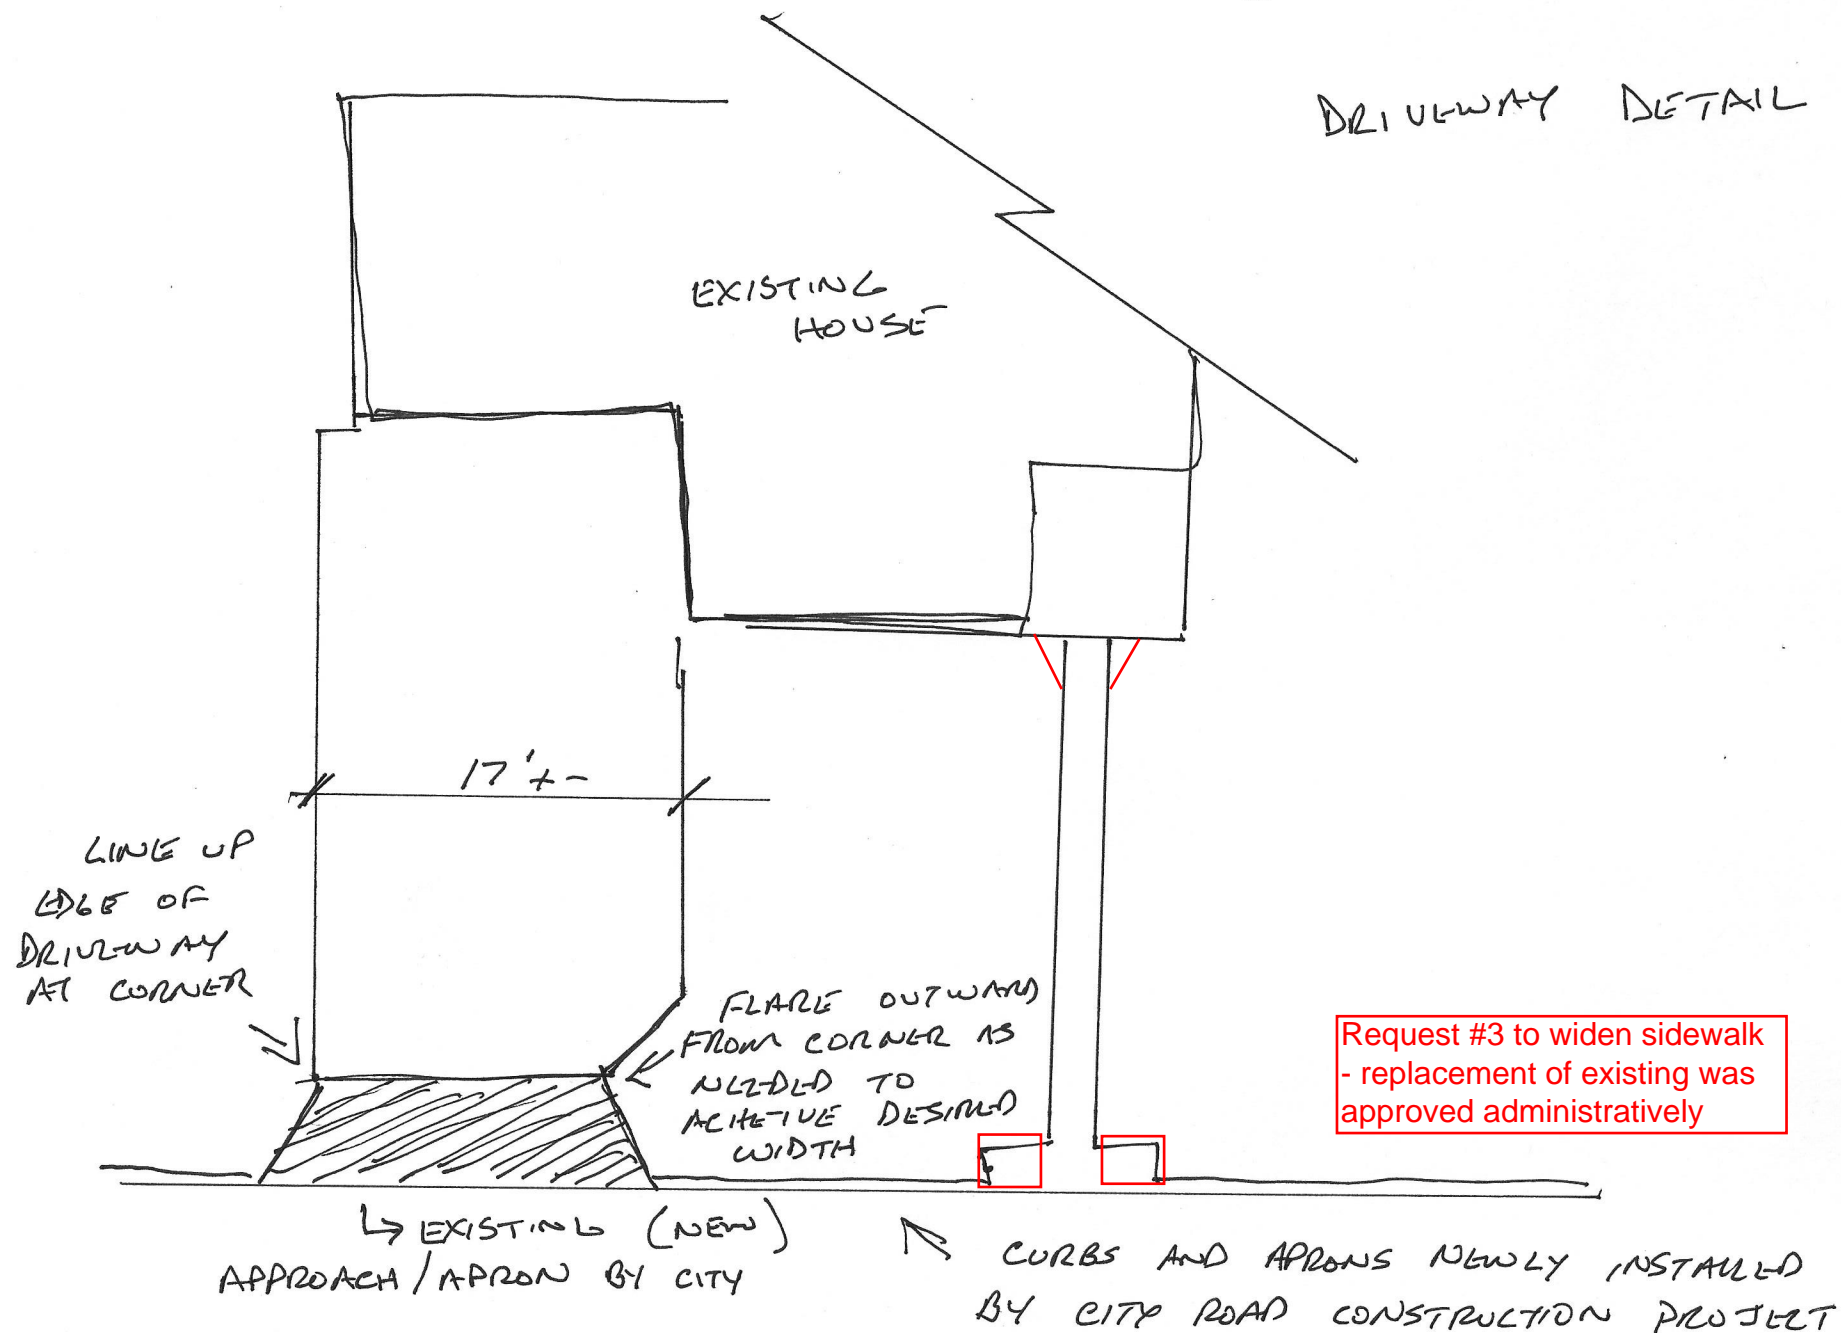 DRIVEWAY DETAIL
EXISTING
HOUSE
17'+-
LINE UP
EDGE OF
DRIVEWAY
AT CORNER
FLARE OUTWARD
FROM CORNER AS
NEEDED TO
ACHEIVE DESIRED
WIDTH
Request #3 to widen sidewalk
- replacement of existing was
approved administratively
EXISTING (NEW)
APPROACH/APRON BY CITY
CURBS AND APRONS NEWLY INSTALLED
BY CITY ROAD CONSTRUCTION PROJECT